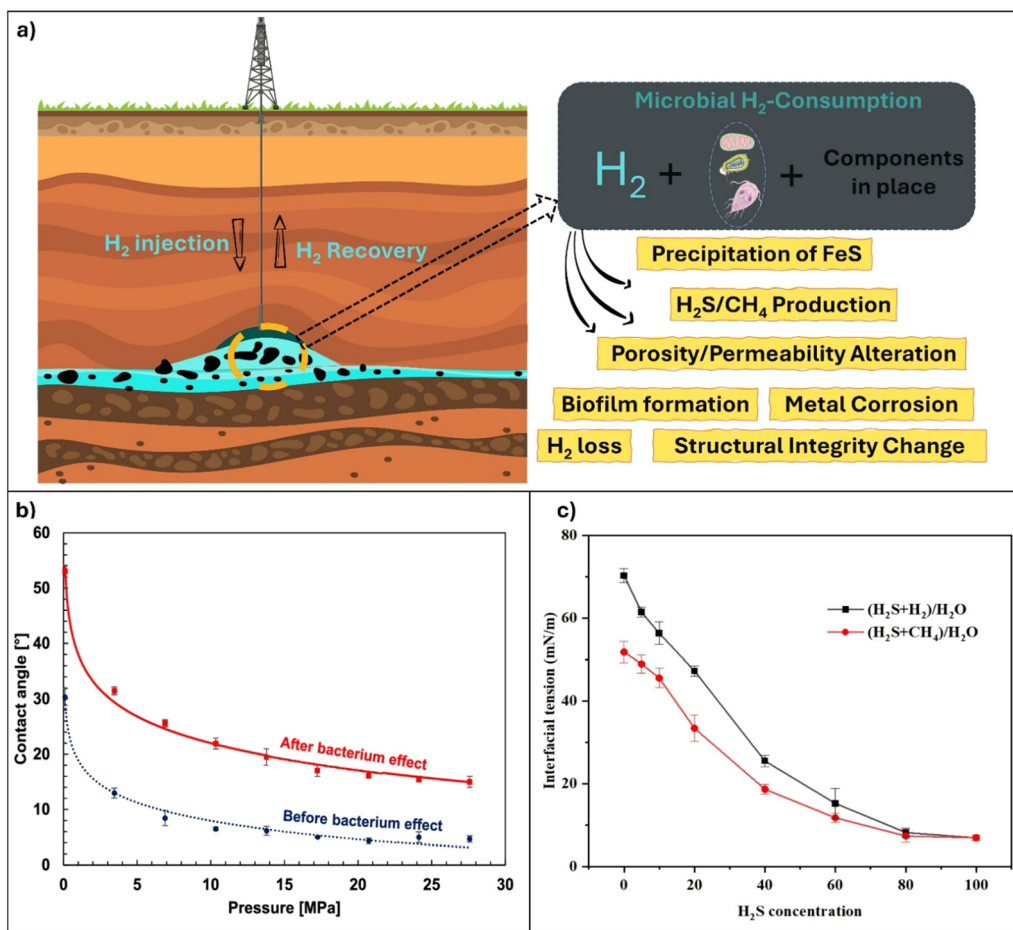 a)
Microbial H₂-Consumption
H₂ + + Components
in place
H₂ injection
H₂ Recovery
Precipitation of FeS
H₂S/CH₄ Production
Porosity/Permeability Alteration
Biofilm formation
Metal Corrosion
H₂ loss
Structural Integrity Change
b)
60
50
40
30
20
10
0
Contact angle [°]
After bacterium effect
Before bacterium effect
0 5 10 15 20 25 30
Pressure [MPa]
c)
80
60
40
20
0
Interfacial tension (mN/m)
(H₂S+H₂)/H₂O
(H₂S+CH₄)/H₂O
0 20 40 60 80 100
H₂S concentration